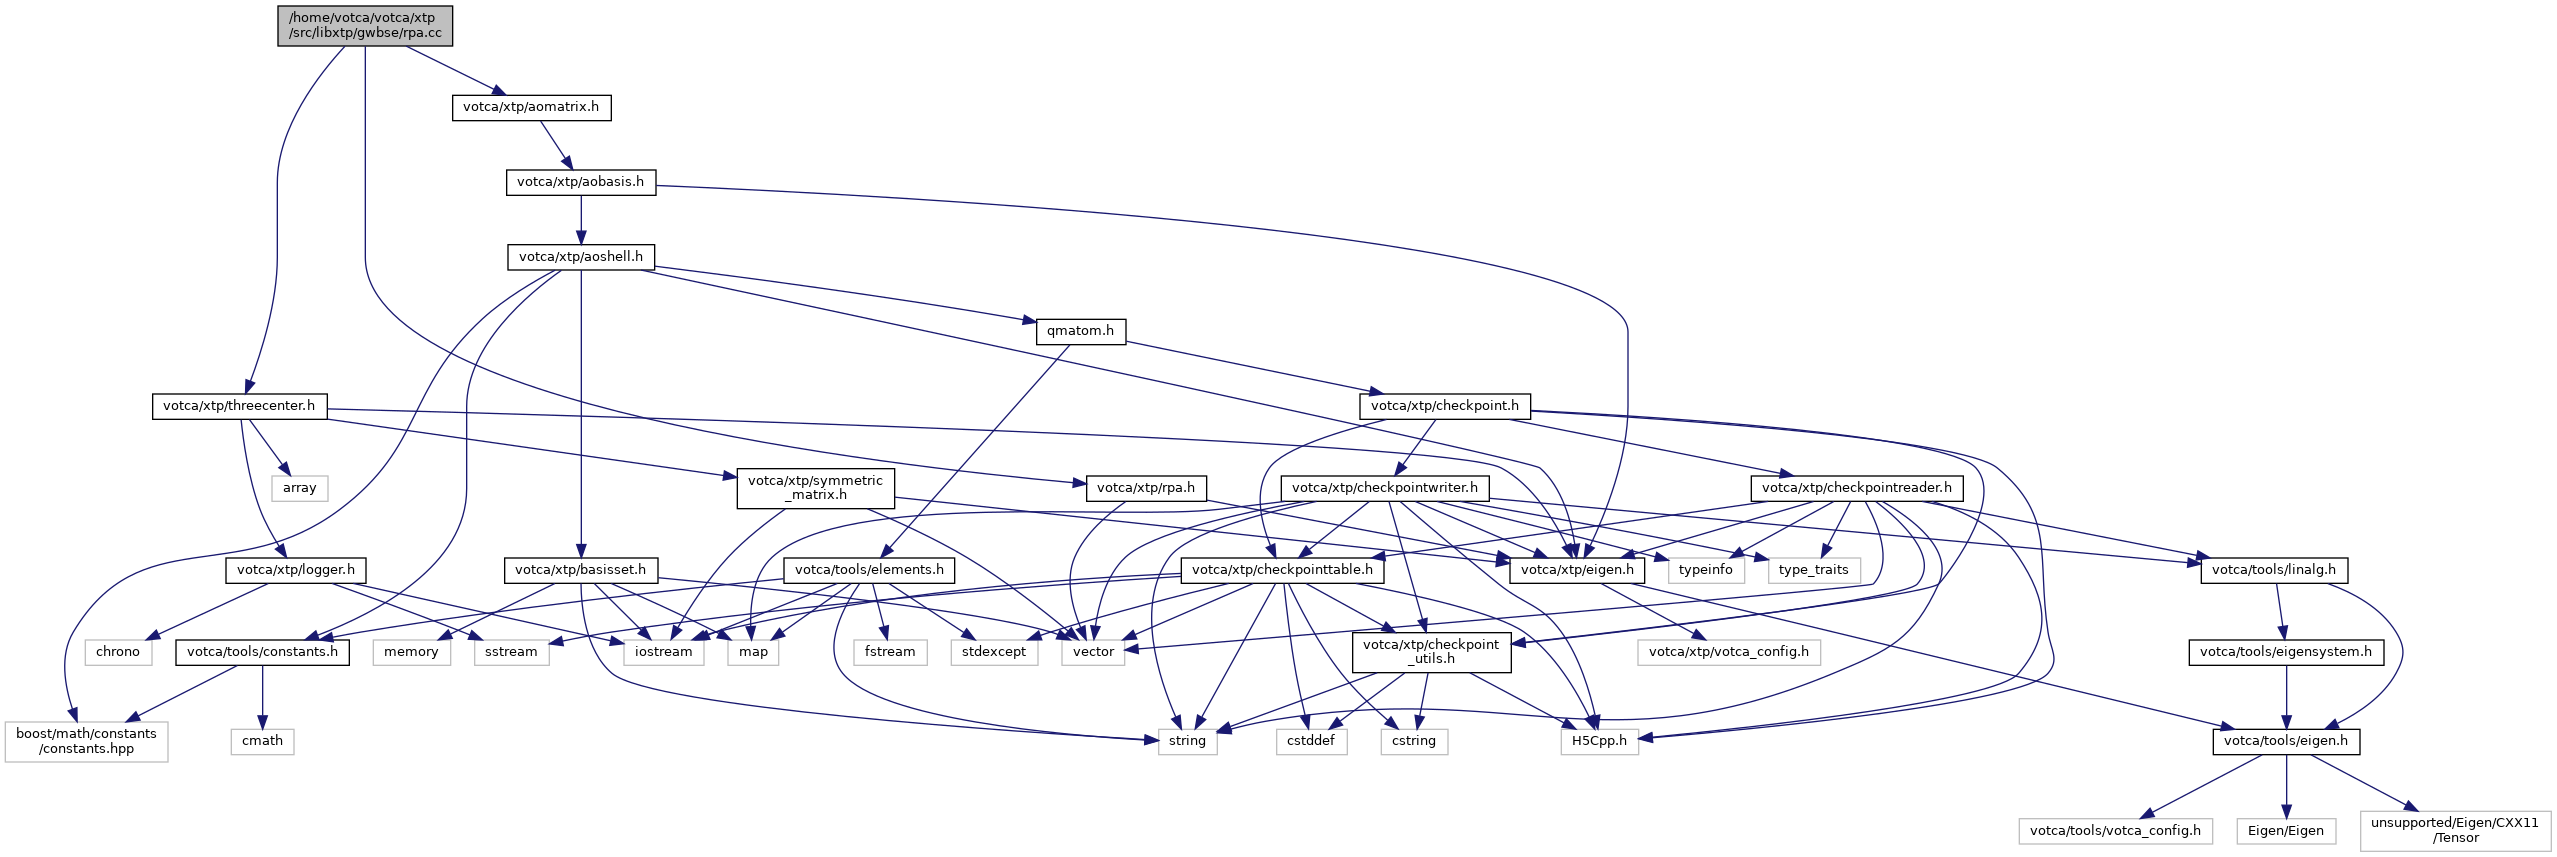 /home/votca/votca/xtp
/src/libxtp/gwbse/rpa.cc
votca/xtp/aomatrix.h
votca/xtp/aobasis.h
votca/xtp/aoshell.h
qmatom.h
votca/xtp/threecenter.h
votca/xtp/checkpoint.h
array
votca/xtp/symmetric
_matrix.h
votca/xtp/rpa.h
votca/xtp/checkpointwriter.h
votca/xtp/checkpointreader.h
votca/xtp/logger.h
votca/xtp/basisset.h
votca/tools/elements.h
votca/xtp/checkpointtable.h
votca/xtp/eigen.h
typeinfo
type_traits
votca/tools/linalg.h
chrono
votca/tools/constants.h
memory
sstream
iostream
map
fstream
stdexcept
vector
votca/xtp/checkpoint
_utils.h
votca/xtp/votca_config.h
votca/tools/eigensystem.h
boost/math/constants
/constants.hpp
cmath
string
cstddef
cstring
H5Cpp.h
votca/tools/eigen.h
votca/tools/votca_config.h
Eigen/Eigen
unsupported/Eigen/CXX11
/Tensor